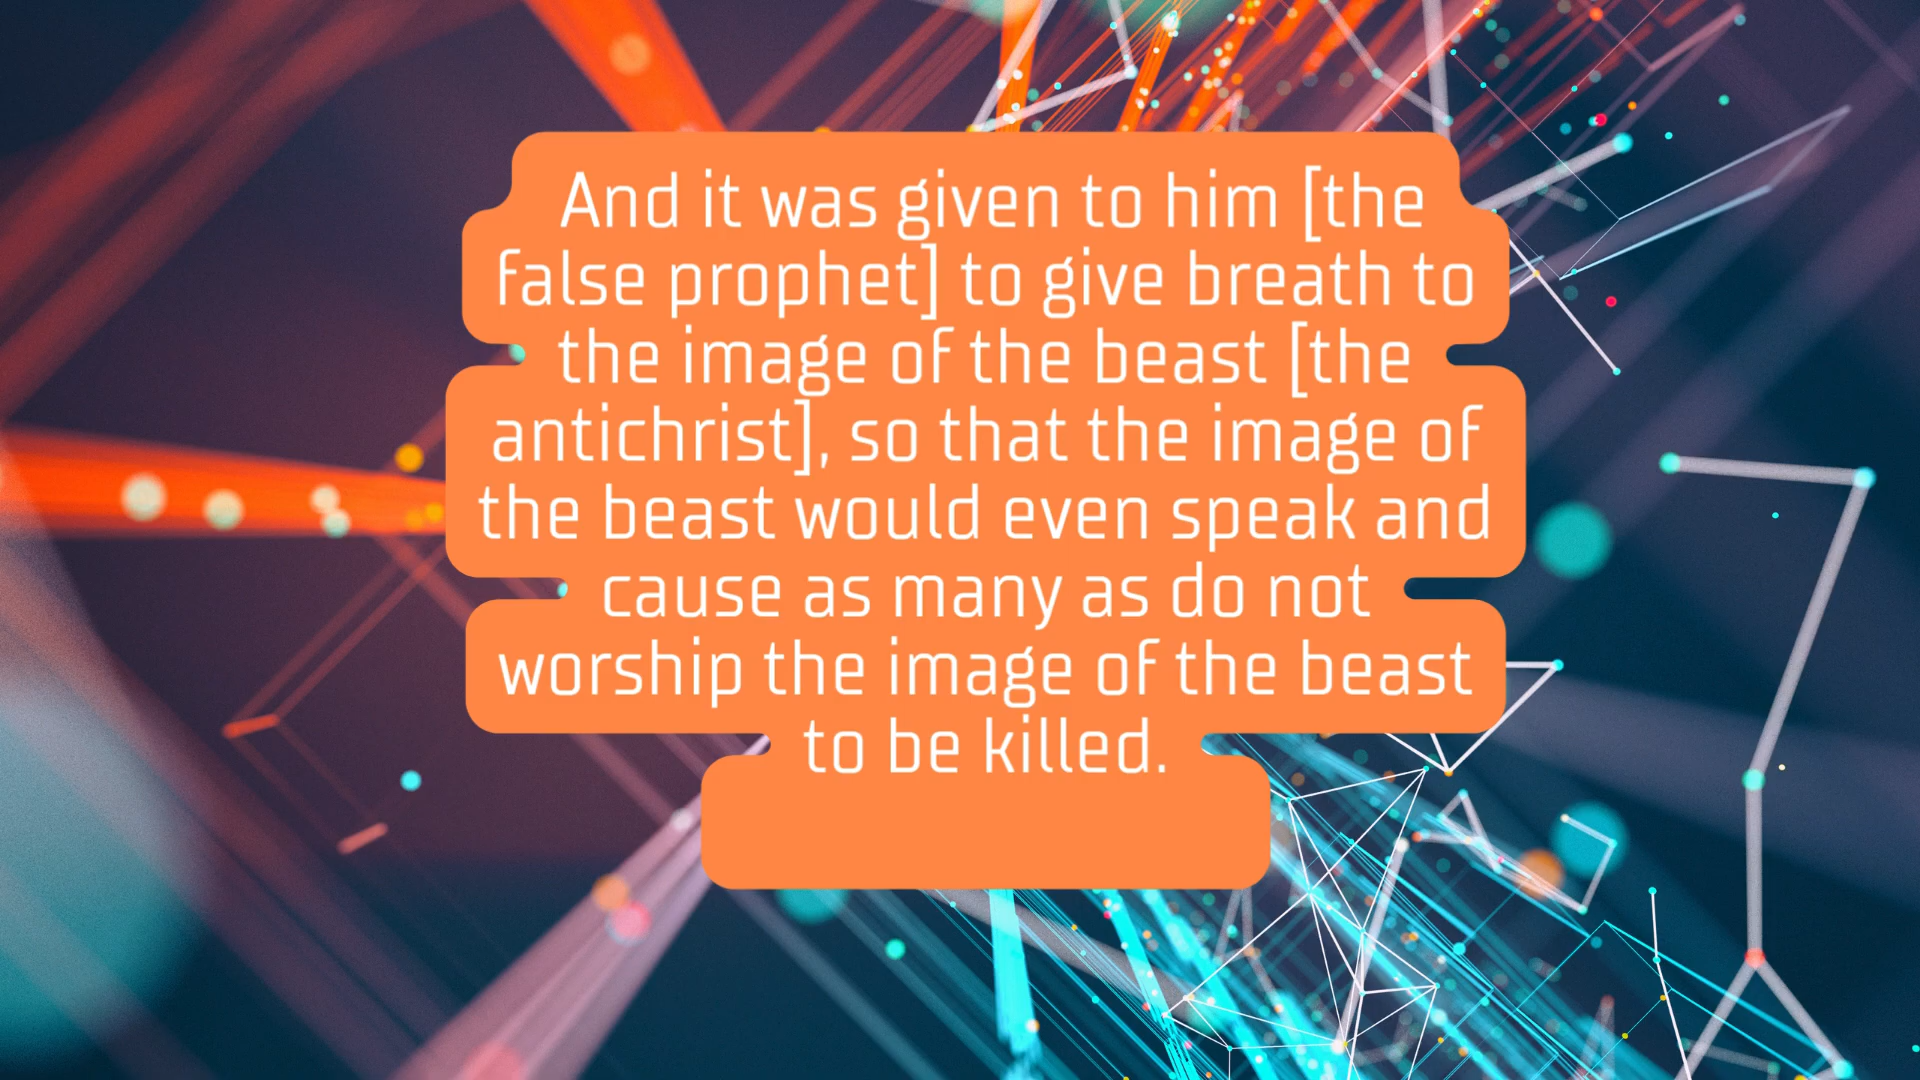 And it was given to him [the
false prophet] to give breath to
the image of the beast [the
antichrist], so that the image of
the beast would even speak and
cause as many as do not
worship the image of the beast
to be killed.